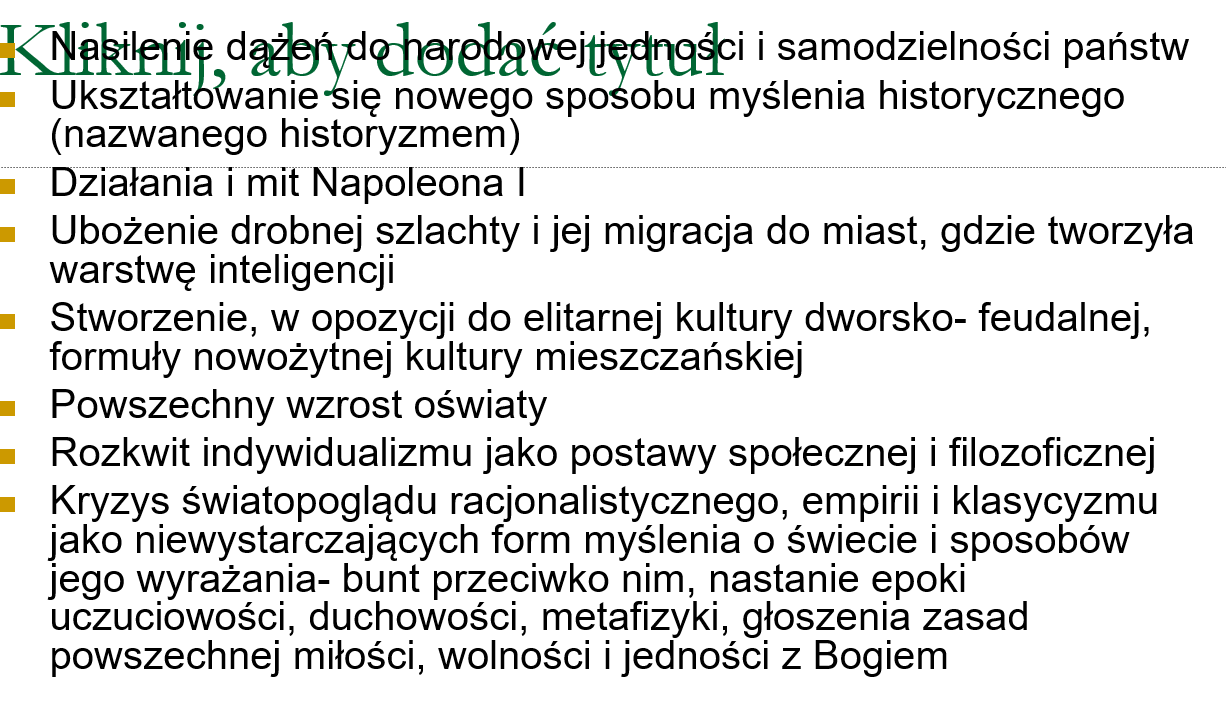 Kliknij, aby dodać tytuł
Nasilenie dążeń do narodowej jedności i samodzielności państw
Ukształtowanie się nowego sposobu myślenia historycznego
(nazwanego historyzmem)
Działania i mit Napoleona I
Ubożenie drobnej szlachty i jej migracja do miast, gdzie tworzyła
warstwę inteligencji
Stworzenie, w opozycji do elitarnej kultury dworsko- feudalnej,
formuły nowożytnej kultury mieszczańskiej
Powszechny wzrost oświaty
Rozkwit indywidualizmu jako postawy społecznej i filozoficznej
Kryzys światopoglądu racjonalistycznego, empirii i klasycyzmu
jako niewystarczających form myślenia o świecie i sposobów
jego wyrażania- bunt przeciwko nim, nastanie epoki
uczuciowości, duchowości, metafizyki, głoszenia zasad
powszechnej miłości, wolności i jedności z Bogiem